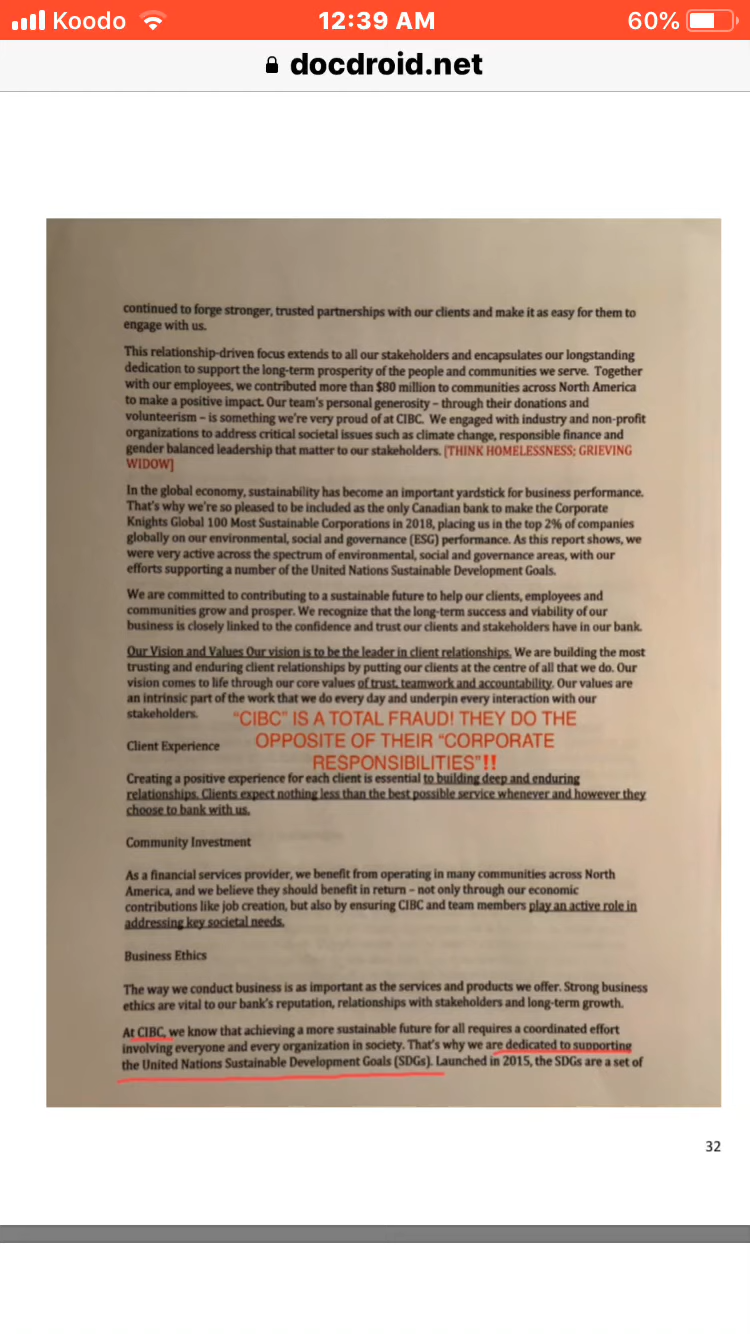 Koodo 12:39 AM 60%
docdroid.net
continued to forge stronger, trusted partnerships with our clients and make it as easy for them to
engage with us.
This relationship-driven focus extends to all our stakeholders and encapsulates our longstanding
dedication to support the long-term prosperity of the people and communities we serve. Together
with our employees, we contributed more than $80 million to communities across North America
to make a positive impact. Our team's personal generosity – through their donations and
volunteerism – is something we're very proud of at CIBC. We engaged with industry and non-profit
organizations to address critical societal issues such as climate change, responsible finance and
gender balanced leadership that matter to our stakeholders. [THINK HOMELESSNESS; GRIEVING
WIDOW]
In the global economy, sustainability has become an important yardstick for business performance.
That's why we're so pleased to be included as the only Canadian bank to make the Corporate
Knights Global 100 Most Sustainable Corporations in 2018, placing us in the top 2% of companies
globally on our environmental, social and governance (ESG) performance. As this report shows, we
were very active across the spectrum of environmental, social and governance areas, with our
efforts supporting a number of the United Nations Sustainable Development Goals.
We are committed to contributing to a sustainable future to help our clients, employees and
communities grow and prosper. We recognize that the long-term success and viability of our
business is closely linked to the confidence and trust our clients and stakeholders have in our bank.
Our Vision and Values Our vision is to be the leader in client relationships. We are building the most
trusting and enduring client relationships by putting our clients at the centre of all that we do. Our
vision comes to life through our core values of trust, teamwork and accountability. Our values are
an intrinsic part of the work that we do every day and underpin every interaction with our
stakeholders.
"CIBC" IS A TOTAL FRAUD! THEY DO THE
OPPOSITE OF THEIR "CORPORATE
RESPONSIBILITIES"!!
Client Experience
Creating a positive experience for each client is essential to building deep and enduring
relationships. Clients expect nothing less than the best possible service whenever and however they
choose to bank with us.
Community Investment
As a financial services provider, we benefit from operating in many communities across North
America, and we believe they should benefit in return – not only through our economic
contributions like job creation, but also by ensuring CIBC and team members play an active role in
addressing key societal needs.
Business Ethics
The way we conduct business is as important as the services and products we offer. Strong business
ethics are vital to our bank's reputation, relationships with stakeholders and long-term growth.
At CIBC, we know that achieving a more sustainable future for all requires a coordinated effort
involving everyone and every organization in society. That's why we are dedicated to supporting
the United Nations Sustainable Development Goals (SDGs). Launched in 2015, the SDGs are a set of
32